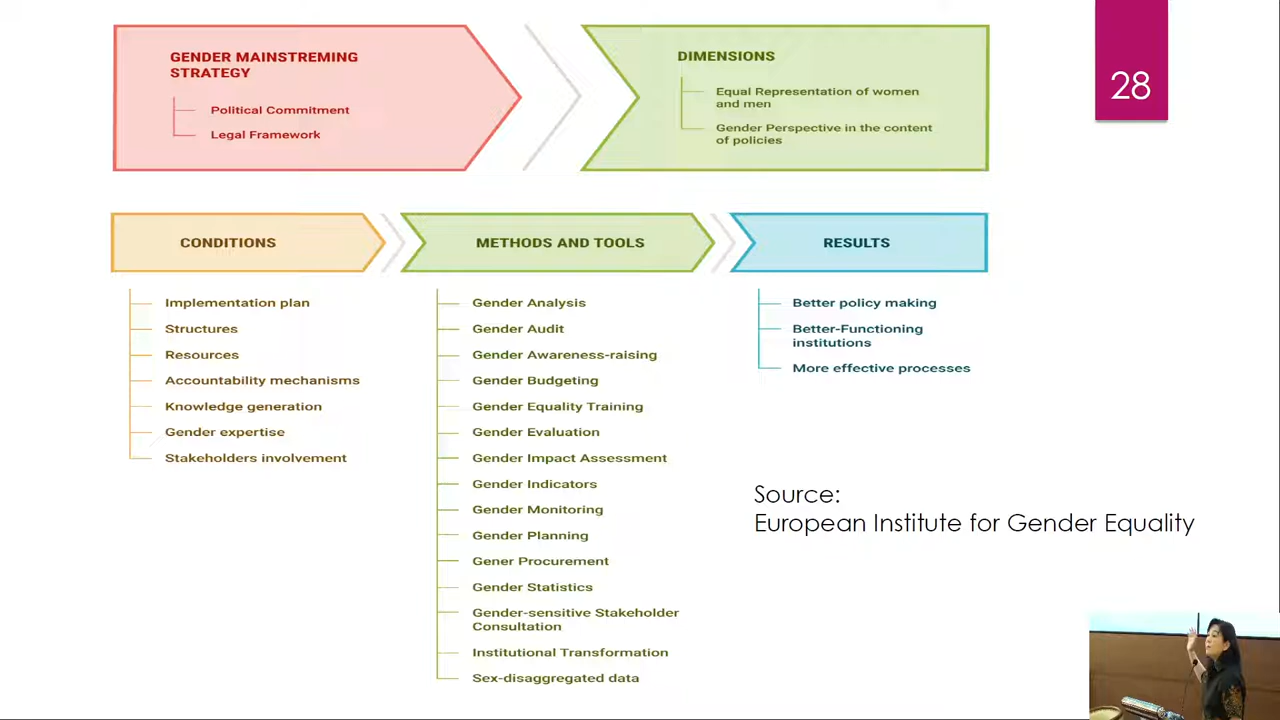 GENDER MAINSTREMING
STRATEGY
Political Commitment
Legal Framework
DIMENSIONS
Equal Representation of women
and men
Gender Perspective in the content
of policies
28
CONDITIONS
Implementation plan
Structures
Resources
Accountability mechanisms
Knowledge generation
Gender expertise
Stakeholders involvement
METHODS AND TOOLS
Gender Analysis
Gender Audit
Gender Awareness-raising
Gender Budgeting
Gender Equality Training
Gender Evaluation
Gender Impact Assessment
Gender Indicators
Gender Monitoring
Gender Planning
Gener Procurement
Gender Statistics
Gender-sensitive Stakeholder
Consultation
Institutional Transformation
Sex-disaggregated data
RESULTS
Better policy making
Better-Functioning
institutions
More effective processes
Source:
European Institute for Gender Equality